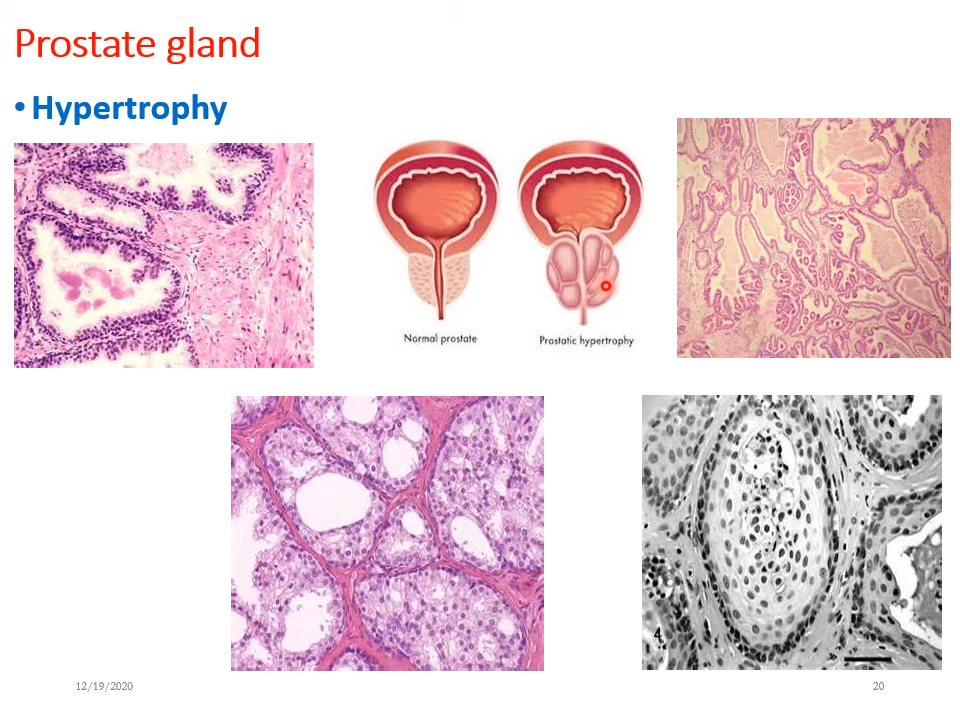 Prostate gland
• Hypertrophy
Normal prostate
Prostatic hypertrophy
4
12/19/2020
20